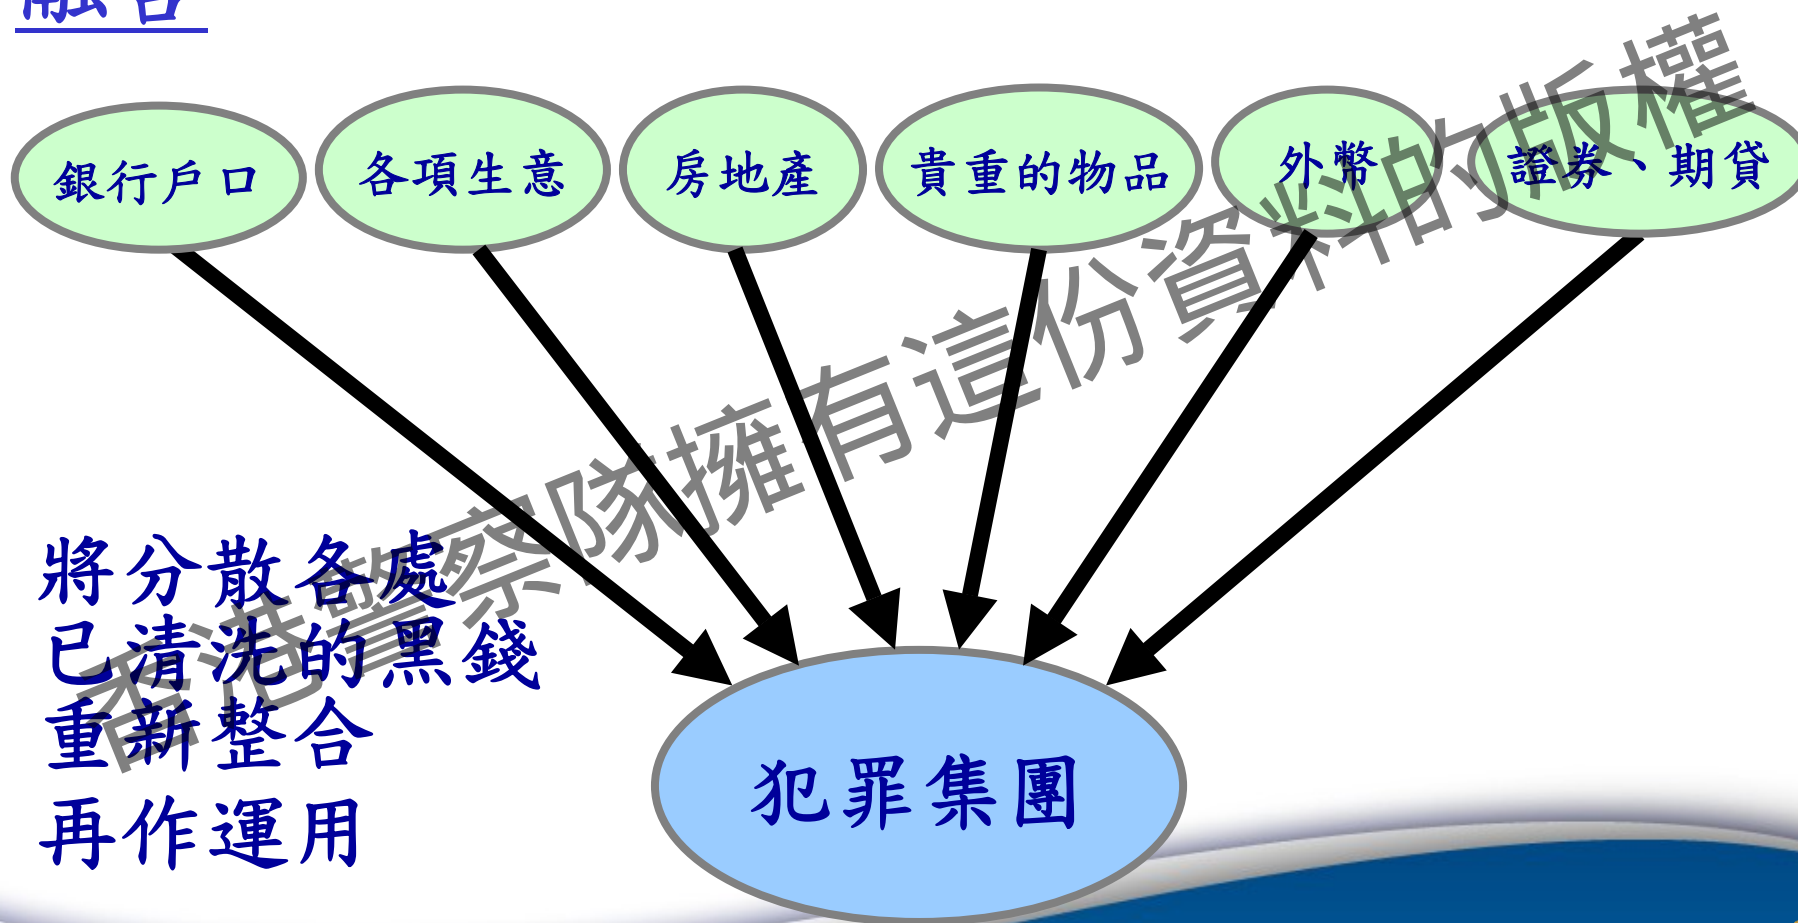 融合
銀行戶口
各項生意
房地產
貴重的物品
外幣
證券、期貸
將分散各處
已清洗的黑錢
重新整合
再作運用
犯罪集團
香港警察隊擁有這份資料的版權